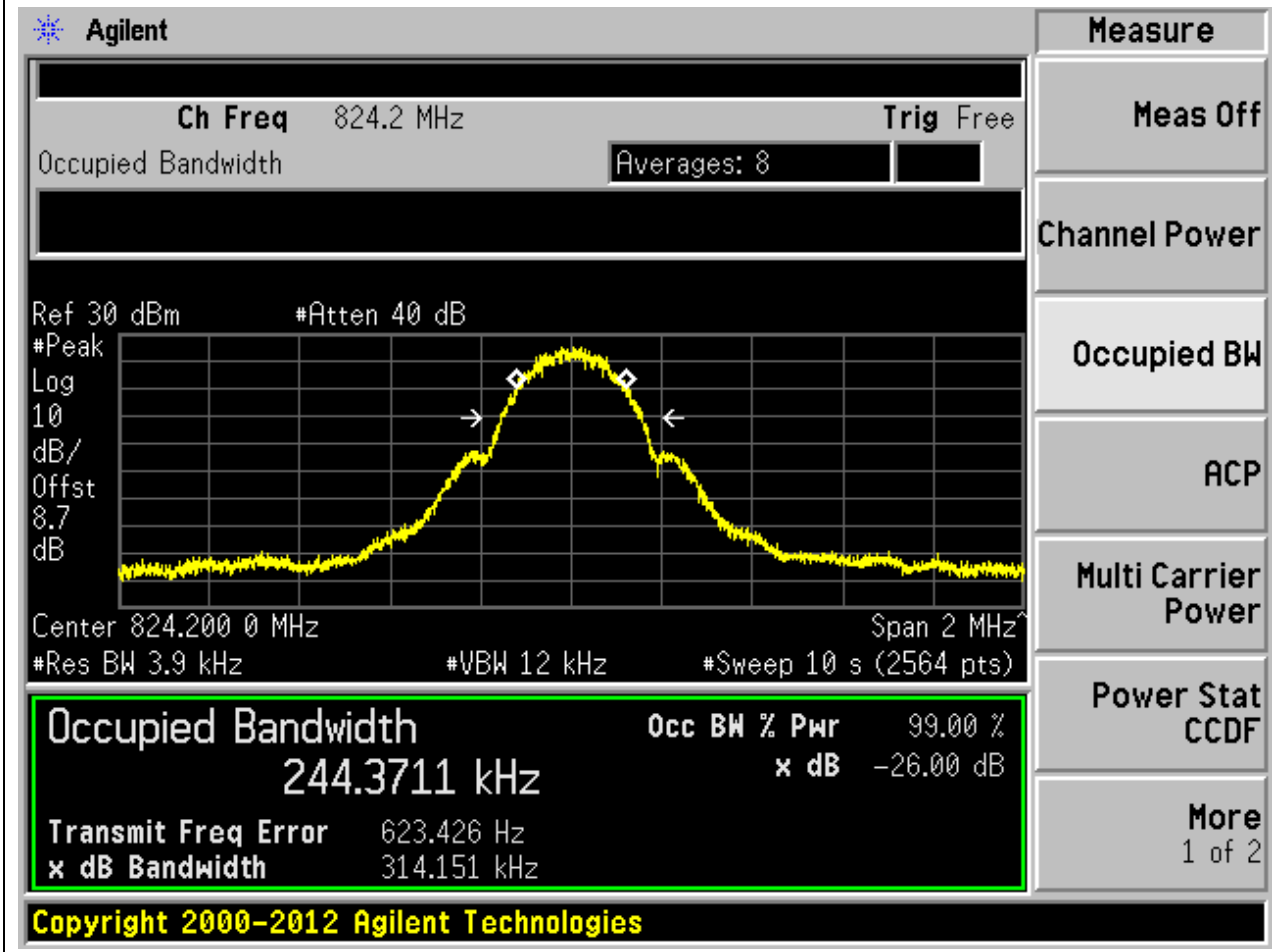 Agilent
Measure
Ch Freq 824.2 MHz Trig Free
Occupied Bandwidth Averages: 8
Ref 30 dBm #Atten 40 dB
#Peak
Log
10
dB/
Offst
8.7
dB
Center 824.200 0 MHz Span 2 MHz^
#Res BW 3.9 kHz #VBW 12 kHz #Sweep 10 s (2564 pts)
Occupied Bandwidth Occ BW % Pwr 99.00 %
244.3711 kHz x dB -26.00 dB
Transmit Freq Error 623.426 Hz
x dB Bandwidth 314.151 kHz
Copyright 2000-2012 Agilent Technologies
Meas Off
Channel Power
Occupied BW
ACP
Multi Carrier
Power
Power Stat
CCDF
More
1 of 2